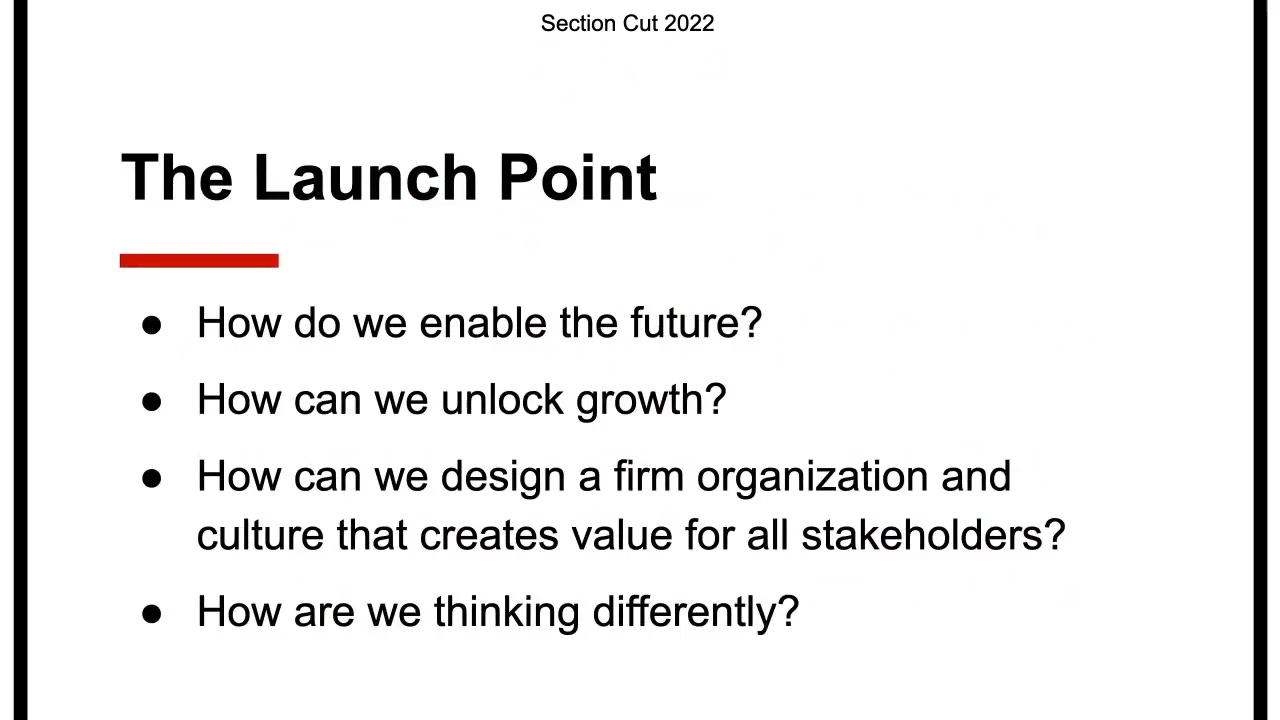 Section Cut 2022
The Launch Point
● How do we enable the future?
● How can we unlock growth?
● How can we design a firm organization and
culture that creates value for all stakeholders?
● How are we thinking differently?